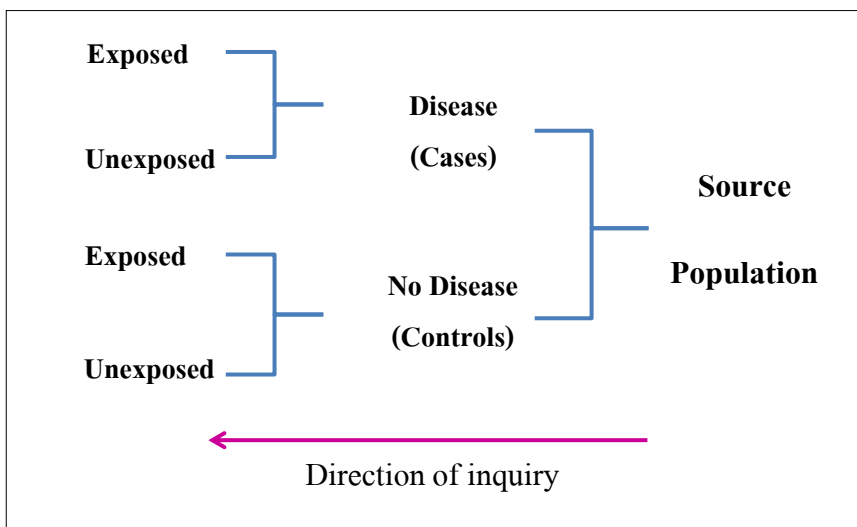 Exposed
Unexposed
Exposed
Unexposed
Disease
(Cases)
No Disease
(Controls)
Source
Population
Direction of inquiry